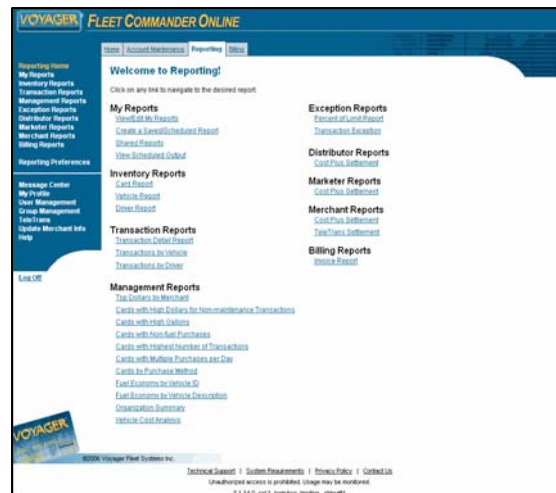 VOYAGER FLEET COMMANDER ONLINE
Home Account Maintenance Reporting Billing
Reporting Home
My Reports
Inventory Reports
Transaction Reports
Management Reports
Exception Reports
Distributor Reports
Marketer Reports
Merchant Reports
Billing Reports
Reporting Preferences
Message Center
My Profile
User Management
Group Management
TeleTrans
Update Merchant Info
Help
Log Off
Welcome to Reporting!
Click on any link to navigate to the desired report.
My Reports
View/Edit My Reports
Create a Saved/Scheduled Report
Shared Reports
View Scheduled Output
Inventory Reports
Card Report
Vehicle Report
Driver Report
Transaction Reports
Transaction Detail Report
Transactions by Vehicle
Transactions by Driver
Management Reports
Top Dollars by Merchant
Cards with High Dollars for Non-maintenance Transactions
Cards with High Gallons
Cards with Non-fuel Purchases
Cards with Highest Number of Transactions
Cards with Multiple Purchases per Day
Cards by Purchase Method
Fuel Economy by Vehicle ID
Fuel Economy by Vehicle Description
Organization Summary
Vehicle Cost Analysis
Exception Reports
Percent of Limit Report
Transaction Exception
Distributor Reports
Cost Plus Settlement
Marketer Reports
Cost Plus Settlement
Merchant Reports
Cost Plus Settlement
TeleTrans Settlement
Billing Reports
Invoice Report
VOYAGER
©2006 Voyager Fleet Systems Inc.
Technical Support | System Requirements | Privacy Policy | Contact Us
Unauthorized access is prohibited. Usage may be monitored.